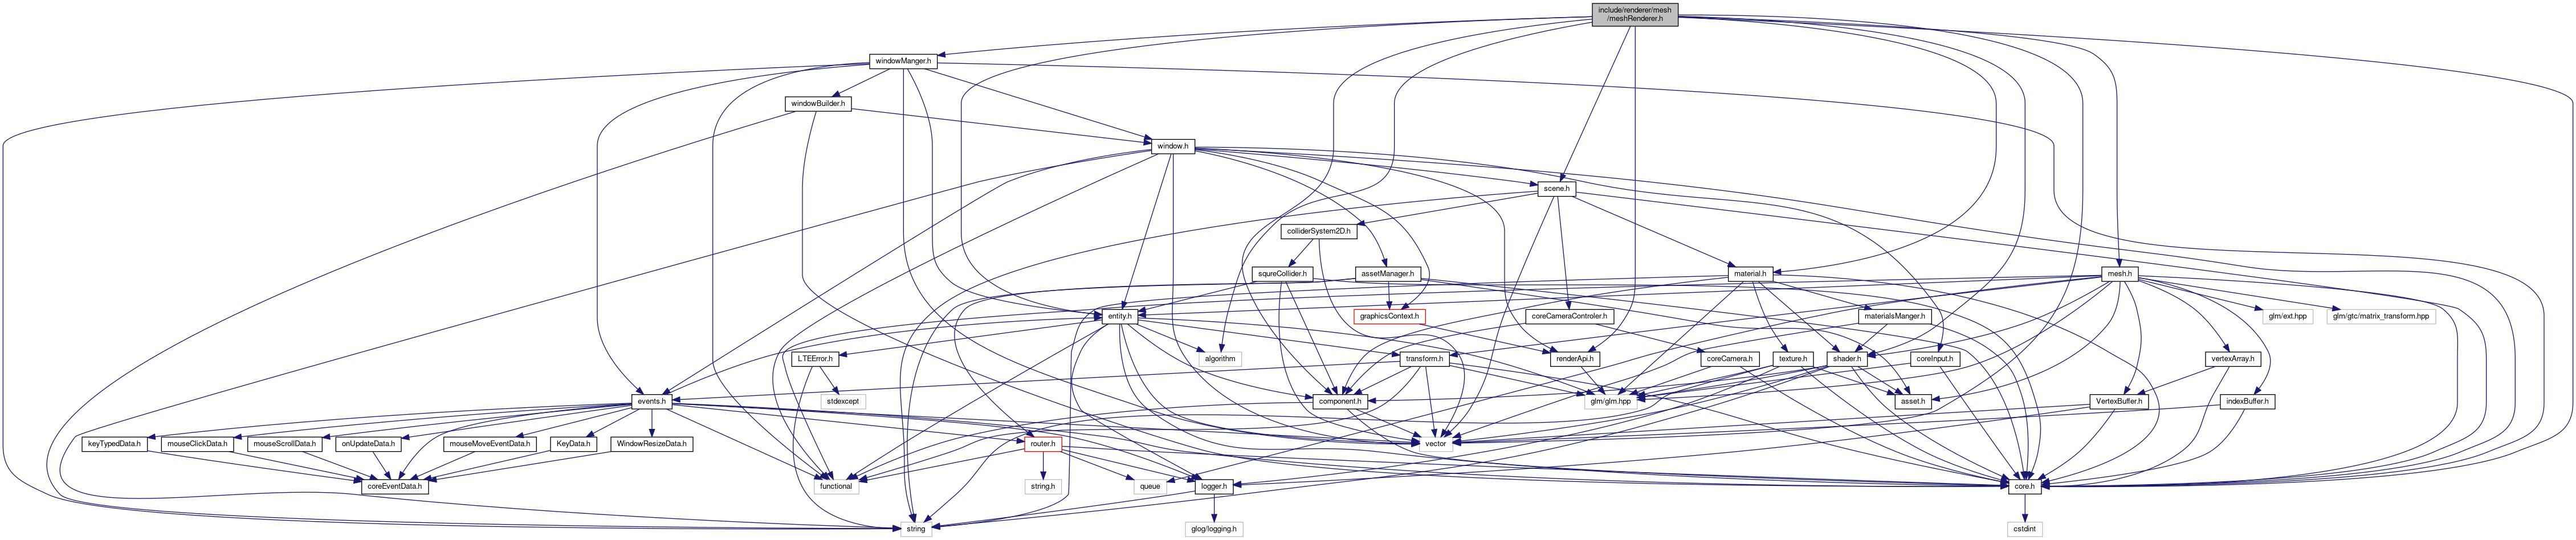 include/renderer/mesh
/meshRenderer.h
windowManger.h
windowBuilder.h
window.h
scene.h
colliderSystem2D.h
squreCollider.h
assetManager.h
material.h
mesh.h
entity.h
graphicsContext.h
coreCameraControler.h
materialsManger.h
glm/ext.hpp
glm/gtc/matrix_transform.hpp
LTEError.h
algorithm
transform.h
renderApi.h
coreCamera.h
texture.h
shader.h
coreInput.h
vertexArray.h
stdexcept
events.h
component.h
glm/glm.hpp
asset.h
VertexBuffer.h
indexBuffer.h
keyTypedData.h
mouseClickData.h
mouseScrollData.h
onUpdateData.h
mouseMoveEventData.h
KeyData.h
WindowResizeData.h
router.h
vector
coreEventData.h
functional
string.h
queue
logger.h
core.h
string
glog/logging.h
cstdint